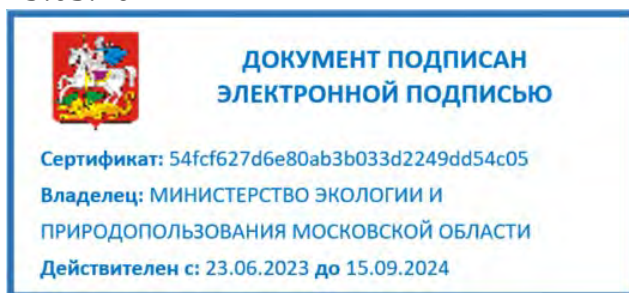 ДОКУМЕНТ ПОДПИСАН
ЭЛЕКТРОННОЙ ПОДПИСЬЮ
Сертификат: 54fcf627d6e80ab3b033d2249dd54c05
Владелец: МИНИСТЕРСТВО ЭКОЛОГИИ И
ПРИРОДОПОЛЬЗОВАНИЯ МОСКОВСКОЙ ОБЛАСТИ
Действителен с: 23.06.2023 до 15.09.2024